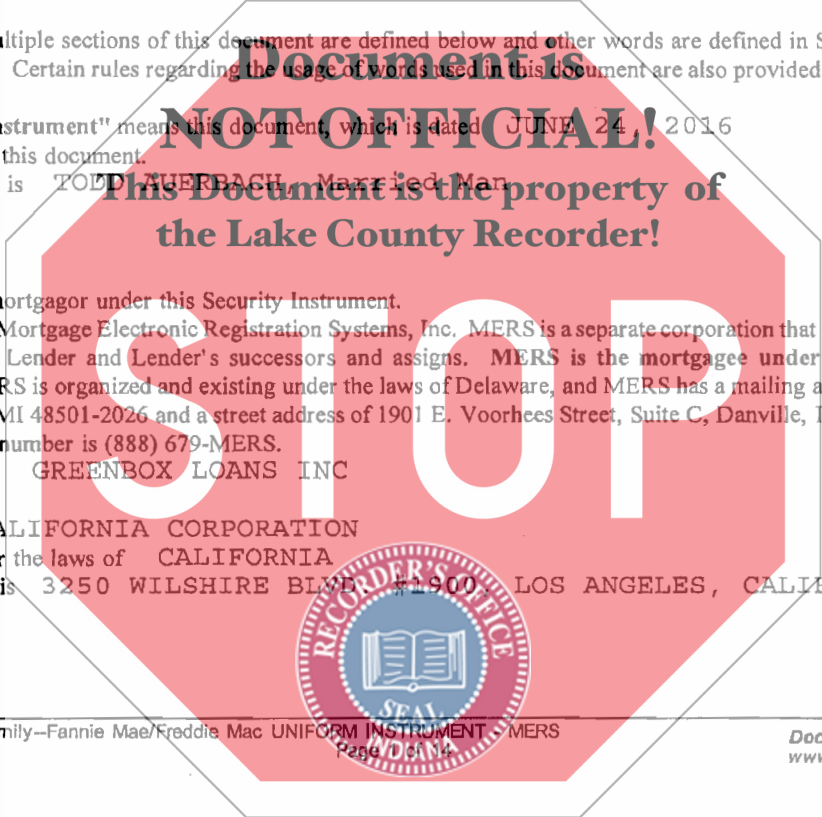 ltiple sections of this document are defined below and other words are defined in S
Certain rules regarding the usage of words used in this document are also provided
Document is
NOT OFFICIAL!
This Document is the property of
the Lake County Recorder!
strument" means this document, which is dated JUNE 24, 2016
this document.
is TODD AUERBACH, Married Man
ortgagor under this Security Instrument.
Mortgage Electronic Registration Systems, Inc. MERS is a separate corporation that
Lender and Lender's successors and assigns. MERS is the mortgagee under
RS is organized and existing under the laws of Delaware, and MERS has a mailing a
MI 48501-2026 and a street address of 1901 E. Voorhees Street, Suite C, Danville, I
number is (888) 679-MERS.
STOP
GREENBOX LOANS INC
ALIFORNIA CORPORATION
r the laws of CALIFORNIA
is 3250 WILSHIRE BLVD. #1900, LOS ANGELES, CALIF
RECORDER'S OFFICE
SEAL
INDIANA
mily--Fannie Mae/Freddie Mac UNIFORM INSTRUMENT - MERS
Page 1 of 14
Doc
www